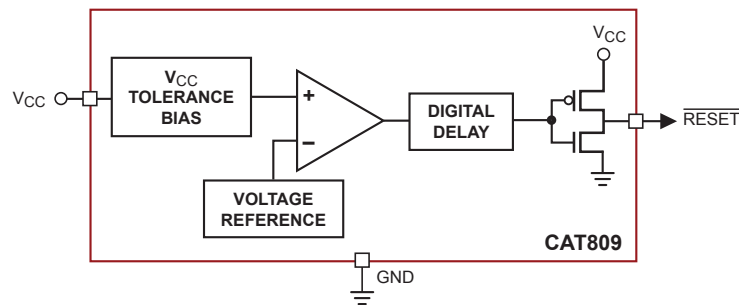 VCC
VCC
TOLERANCE
BIAS
+
−
VOLTAGE
REFERENCE
DIGITAL
DELAY
VCC
RESET
CAT809
GND